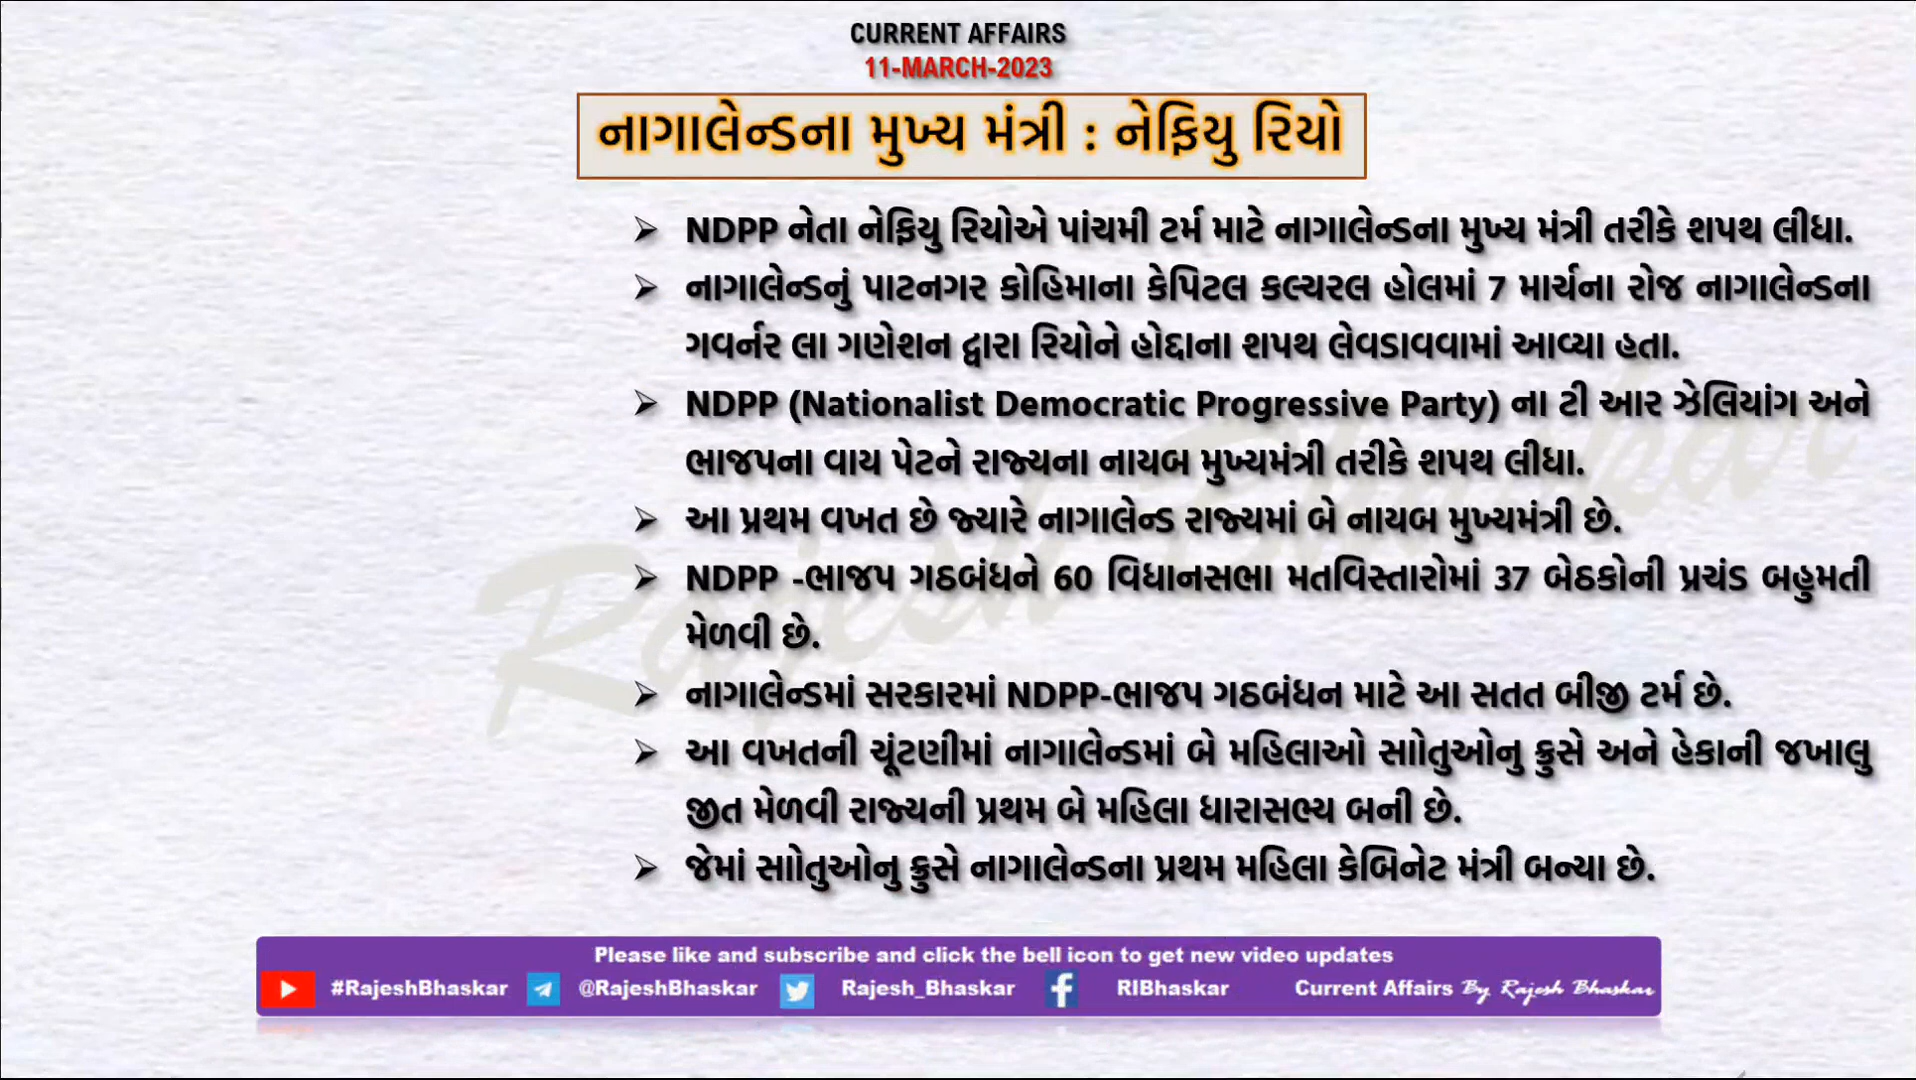 CURRENT AFFAIRS
11-MARCH-2023
નાગાલેન્ડના મુખ્ય મંત્રી : નેફિયુ રિયો
➢ NDPP નેતા નેફિયુ રિયોએ પાંચમી ટર્મ માટે નાગાલેન્ડના મુખ્ય મંત્રી તરીકે શપથ લીધા.
➢ નાગાલેન્ડનું પાટનગર કોહિમાના કેપિટલ કલ્ચરલ હોલમાં 7 માર્ચના રોજ નાગાલેન્ડના
ગવર્નર લા ગણેશન દ્વારા રિયોને હોદ્દાના શપથ લેવડાવવામાં આવ્યા હતા.
➢ NDPP (Nationalist Democratic Progressive Party) ના ટી આર ઝેલિયાંગ અને
ભાજપના વાય પેટને રાજ્યના નાયબ મુખ્યમંત્રી તરીકે શપથ લીધા.
➢ આ પ્રથમ વખત છે જ્યારે નાગાલેન્ડ રાજ્યમાં બે નાયબ મુખ્યમંત્રી છે.
➢ NDPP -ભાજપ ગઠબંધને 60 વિધાનસભા મતવિસ્તારોમાં 37 બેઠકોની પ્રચંડ બહુમતી
મેળવી છે.
➢ નાગાલેન્ડમાં સરકારમાં NDPP-ભાજપ ગઠબંધન માટે આ સતત બીજી ટર્મ છે.
➢ આ વખતની ચૂંટણીમાં નાગાલેન્ડમાં બે મહિલાઓ સાોતુઓનુ ક્રુસે અને હેકાની જખાલુ
જીત મેળવી રાજ્યની પ્રથમ બે મહિલા ધારાસભ્ય બની છે.
➢ જેમાં સાોતુઓનુ ક્રુસે નાગાલેન્ડના પ્રથમ મહિલા કેબિનેટ મંત્રી બન્યા છે.
Rajesh Bhaskar
Please like and subscribe and click the bell icon to get new video updates
#RajeshBhaskar @RajeshBhaskar Rajesh_Bhaskar RIBhaskar Current Affairs By Rajesh Bhaskar